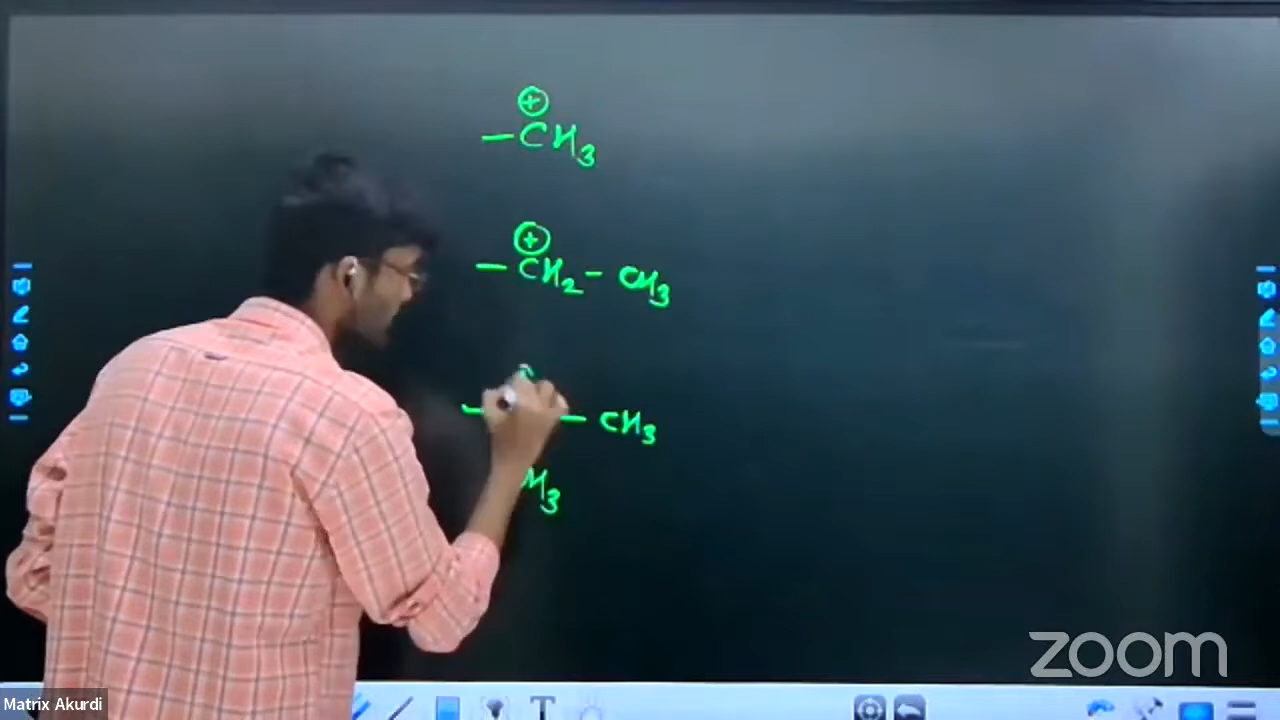 ⊕
— CH3
⊕
— CH2 – CH3
— CH3
H3
zoom
Matrix Akurdi
T